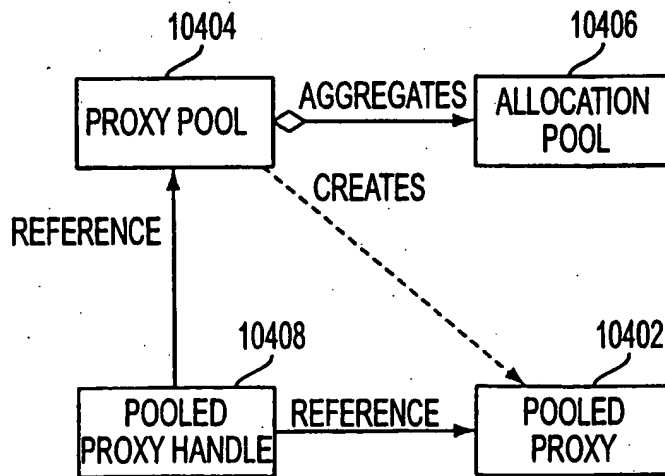 10404
10406
PROXY POOL
AGGREGATES
ALLOCATION
POOL
CREATES
REFERENCE
10408
10402
POOLED
PROXY HANDLE
REFERENCE
POOLED
PROXY